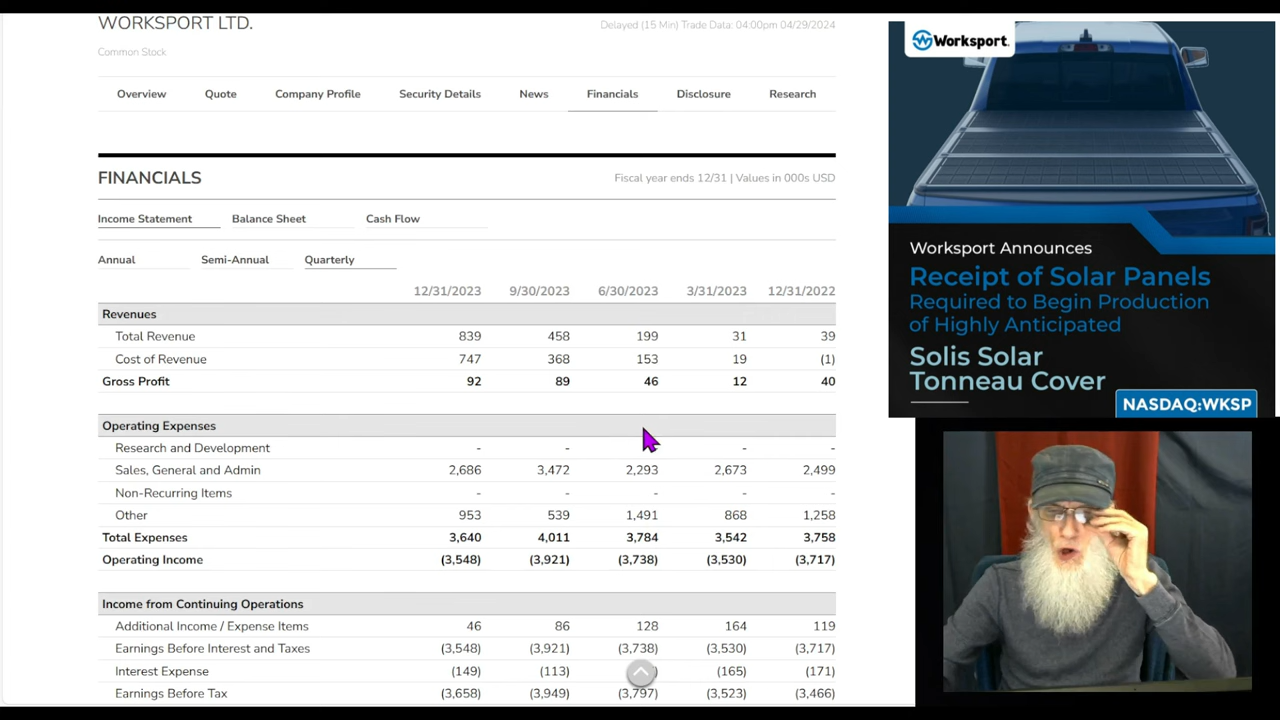 WORKSPORT LTD.
Delayed (15 Min) Trade Data: 04:00pm 04/29/2024
Common Stock
Overview Quote Company Profile Security Details News Financials Disclosure Research
FINANCIALS
Fiscal year ends 12/31 | Values in 000s USD
Income Statement Balance Sheet Cash Flow
Annual Semi-Annual Quarterly
12/31/2023 9/30/2023 6/30/2023 3/31/2023 12/31/2022
Revenues
Total Revenue 839 458 199 31 39
Cost of Revenue 747 368 153 19 (1)
Gross Profit 92 89 46 12 40
Operating Expenses
Research and Development - - - - -
Sales, General and Admin 2,686 3,472 2,293 2,673 2,499
Non-Recurring Items - - - - -
Other 953 539 1,491 868 1,258
Total Expenses 3,640 4,011 3,784 3,542 3,758
Operating Income (3,548) (3,921) (3,738) (3,530) (3,717)
Income from Continuing Operations
Additional Income / Expense Items 46 86 128 164 119
Earnings Before Interest and Taxes (3,548) (3,921) (3,738) (3,530) (3,717)
Interest Expense (149) (113) (165) (171)
Earnings Before Tax (3,658) (3,949) (3,797) (3,523) (3,466)
Worksport
Worksport Announces
Receipt of Solar Panels
Required to Begin Production
of Highly Anticipated
Solis Solar
Tonneau Cover
NASDAQ:WKSP